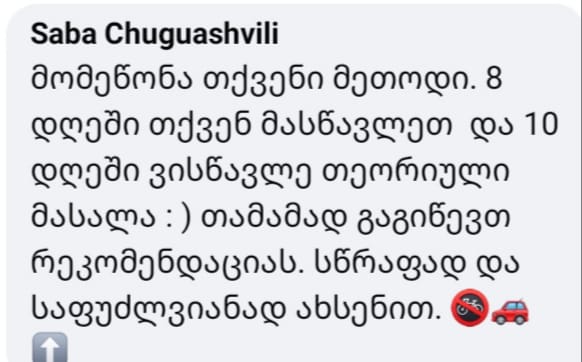 Saba Chuguashvili
მომეწონა თქვენი მეთოდი. 8
დღეში თქვენ მასწავლეთ და 10
დღეში ვისწავლე თეორიული
მასალა : ) თამამად გაგიწევთ
რეკომენდაციას. სწრაფად და
საფუძლვიანად ახსენით. 🚳🚗
⬆️